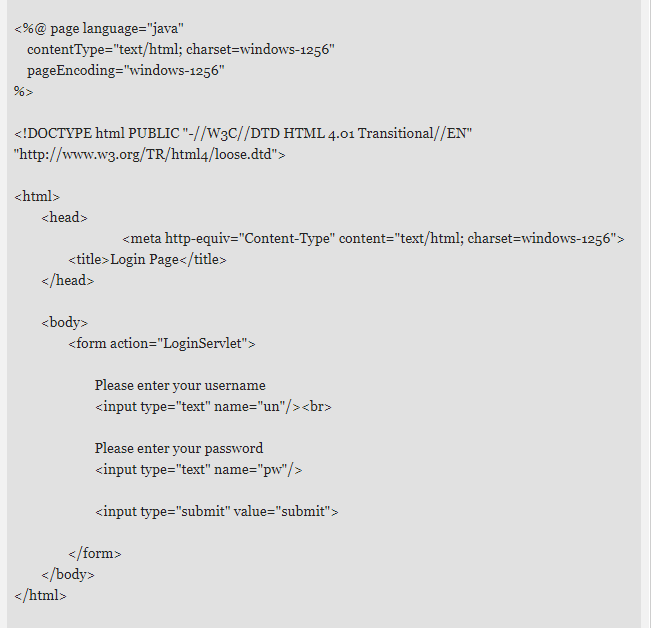 <%@ page language="java"
contentType="text/html; charset=windows-1256"
pageEncoding="windows-1256"
%>
<!DOCTYPE html PUBLIC "-//W3C//DTD HTML 4.01 Transitional//EN"
"http://www.w3.org/TR/html4/loose.dtd">
<html>
<head>
<meta http-equiv="Content-Type" content="text/html; charset=windows-1256">
<title>Login Page</title>
</head>
<body>
<form action="LoginServlet">
Please enter your username
<input type="text" name="un"/><br>
Please enter your password
<input type="text" name="pw"/>
<input type="submit" value="submit">
</form>
</body>
</html>